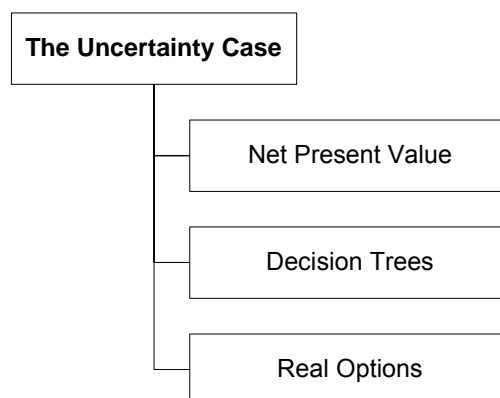 The Uncertainty Case
Net Present Value
Decision Trees
Real Options